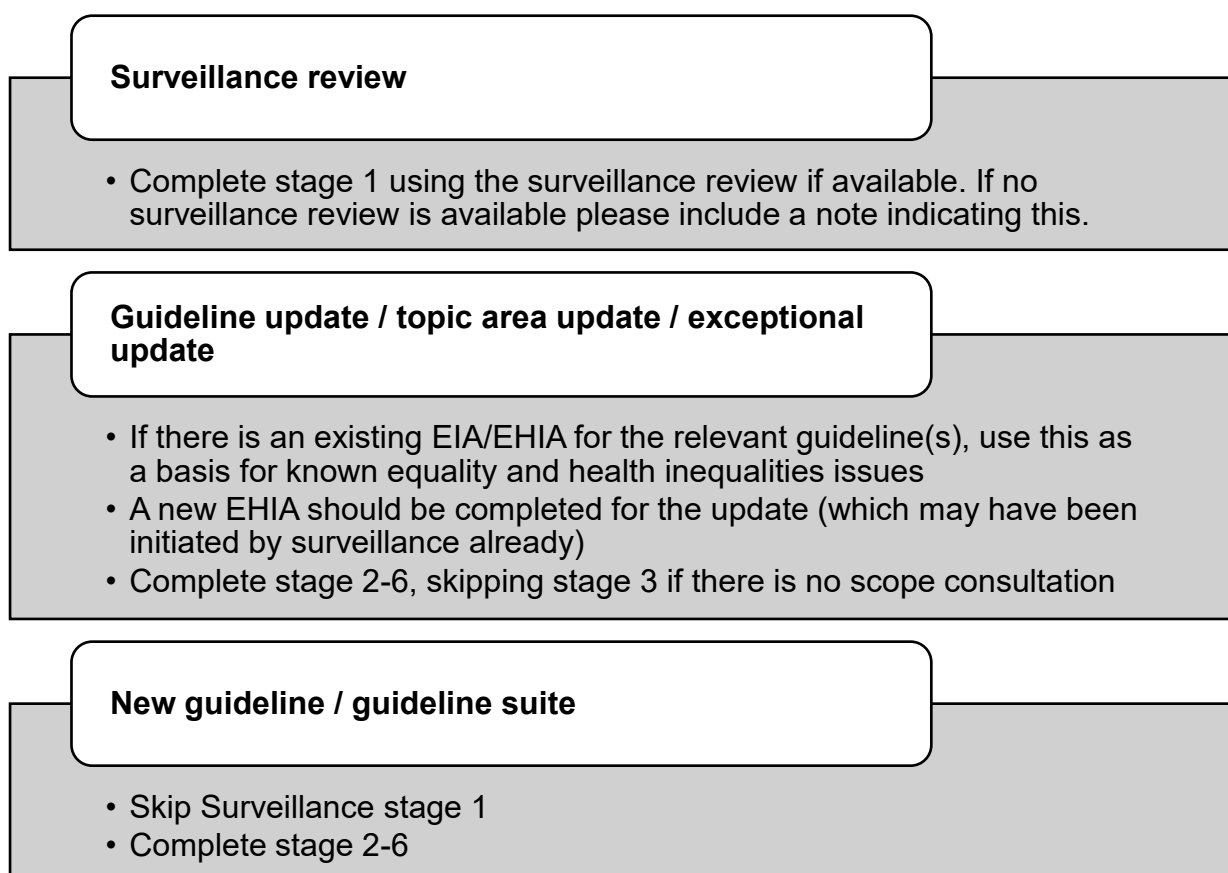 Surveillance review
• Complete stage 1 using the surveillance review if available. If no
surveillance review is available please include a note indicating this.
Guideline update / topic area update / exceptional
update
• If there is an existing EIA/EHIA for the relevant guideline(s), use this as
a basis for known equality and health inequalities issues
• A new EHIA should be completed for the update (which may have been
initiated by surveillance already)
• Complete stage 2-6, skipping stage 3 if there is no scope consultation
New guideline / guideline suite
• Skip Surveillance stage 1
• Complete stage 2-6